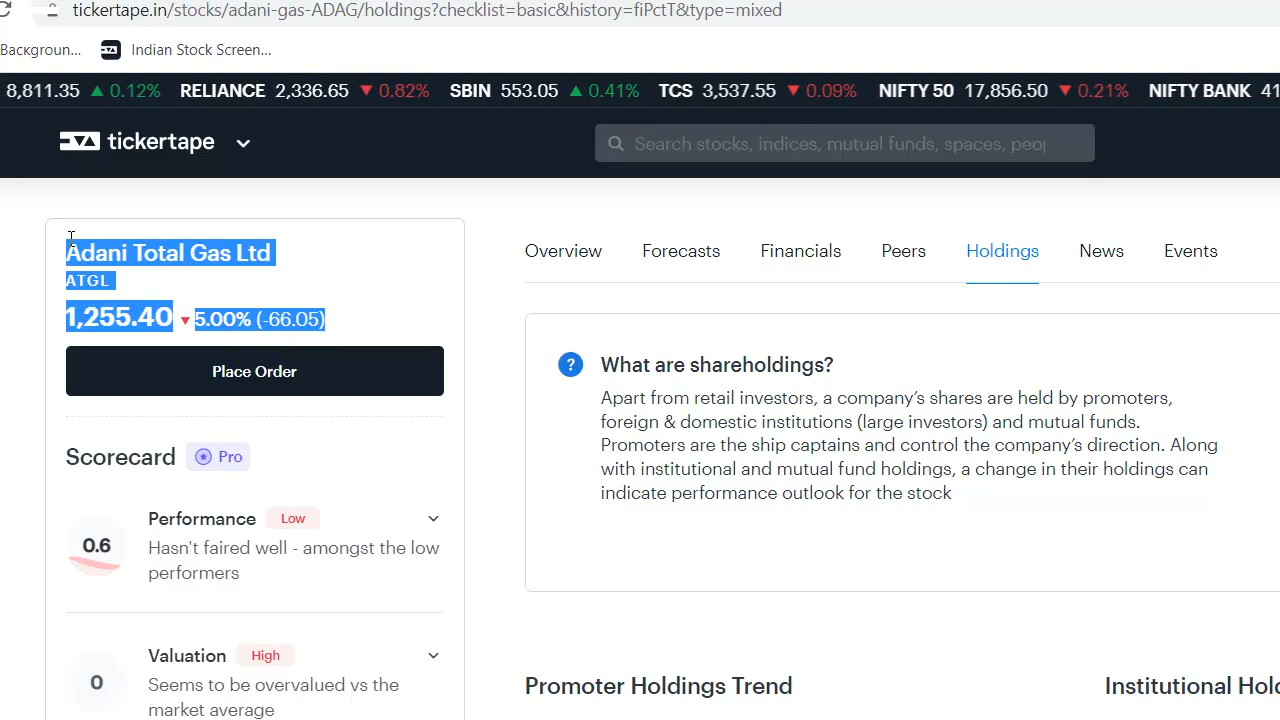 tickertape.in/stocks/adani-gas-ADAG/holdings?checklist=basic&history=fiPctT&type=mixed
Backgroun... Indian Stock Screen...
8,811.35 ▲ 0.12% RELIANCE 2,336.65 ▼ 0.82% SBIN 553.05 ▲ 0.41% TCS 3,537.55 ▼ 0.09% NIFTY 50 17,856.50 ▼ 0.21% NIFTY BANK 41
tickertape
Search stocks, indices, mutual funds, spaces, peop
Adani Total Gas Ltd
ATGL
1,255.40 ▼ 5.00% (-66.05)
Place Order
Scorecard Pro
Performance Low
0.6
Hasn't faired well - amongst the low
performers
Valuation High
0
Seems to be overvalued vs the
market average
Overview Forecasts Financials Peers Holdings News Events
? What are shareholdings?
Apart from retail investors, a company’s shares are held by promoters,
foreign & domestic institutions (large investors) and mutual funds.
Promoters are the ship captains and control the company’s direction. Along
with institutional and mutual fund holdings, a change in their holdings can
indicate performance outlook for the stock
Promoter Holdings Trend
Institutional Hol